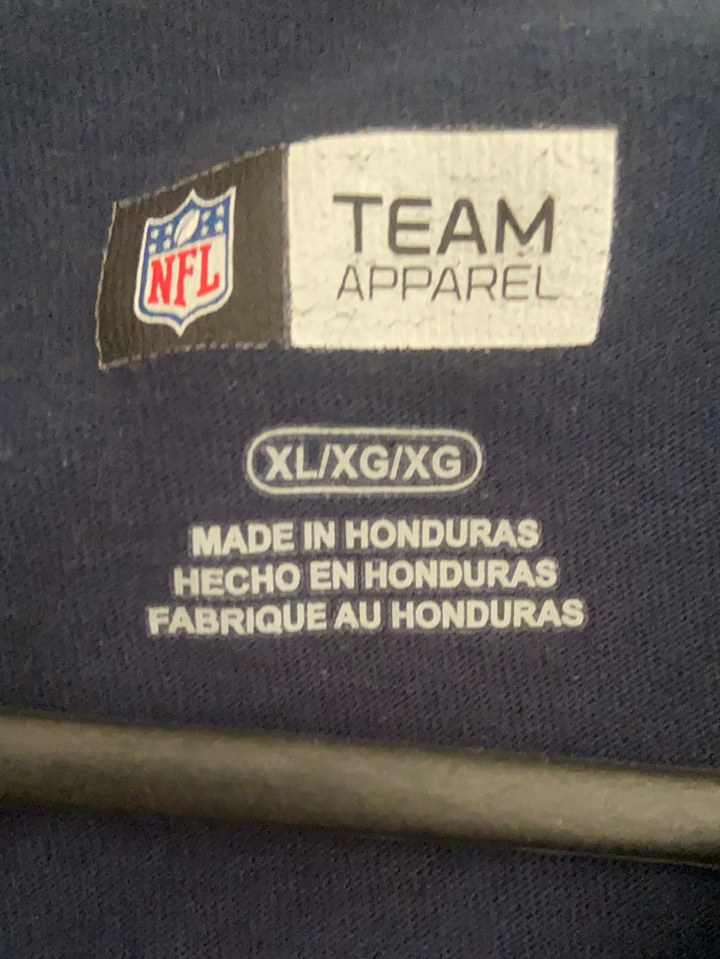 NFL
TEAM
APPAREL
XL/XG/XG
MADE IN HONDURAS
HECHO EN HONDURAS
FABRIQUE AU HONDURAS